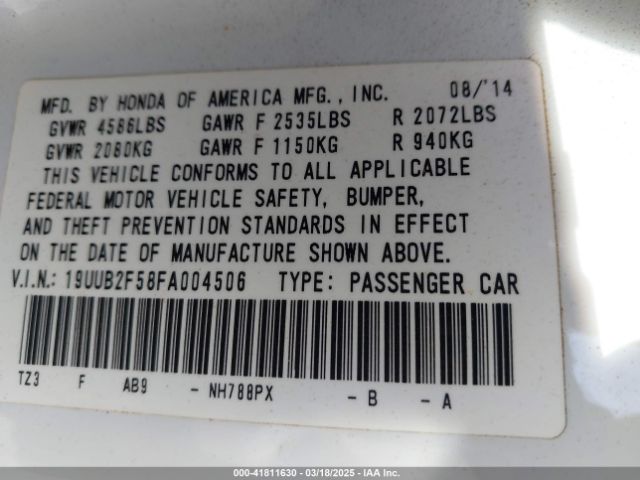 MFD. BY HONDA OF AMERICA MFG., INC. 08/'14
GVWR 4586LBS GAWR F 2535LBS R 2072LBS
GVWR 2080KG GAWR F 1150KG R 940KG
THIS VEHICLE CONFORMS TO ALL APPLICABLE
FEDERAL MOTOR VEHICLE SAFETY, BUMPER,
AND THEFT PREVENTION STANDARDS IN EFFECT
ON THE DATE OF MANUFACTURE SHOWN ABOVE.
V.I.N.: 19UUB2F58FA004506 TYPE: PASSENGER CAR
TZ3 F AB9 - NH788PX - B - A
000-41811630 - 03/18/2025 - IAAI.COM